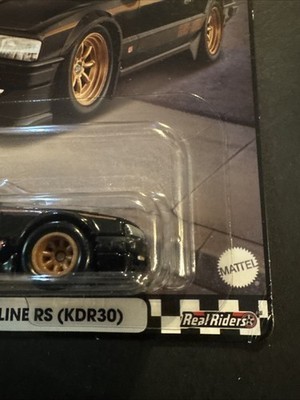 MATTEL
LINE RS (KDR30)
Real Riders